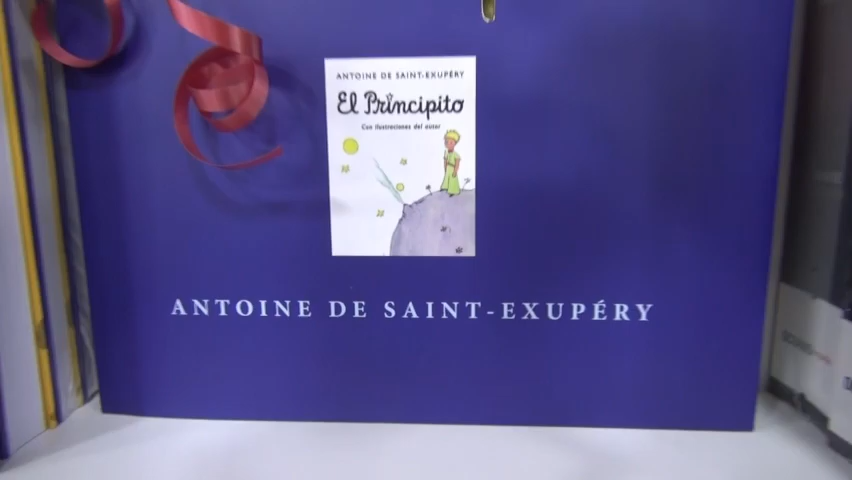 ANTOINE DE SAINT-EXUPÉRY
El Principito
Con ilustraciones del autor
ANTOINE DE SAINT-EXUPÉRY